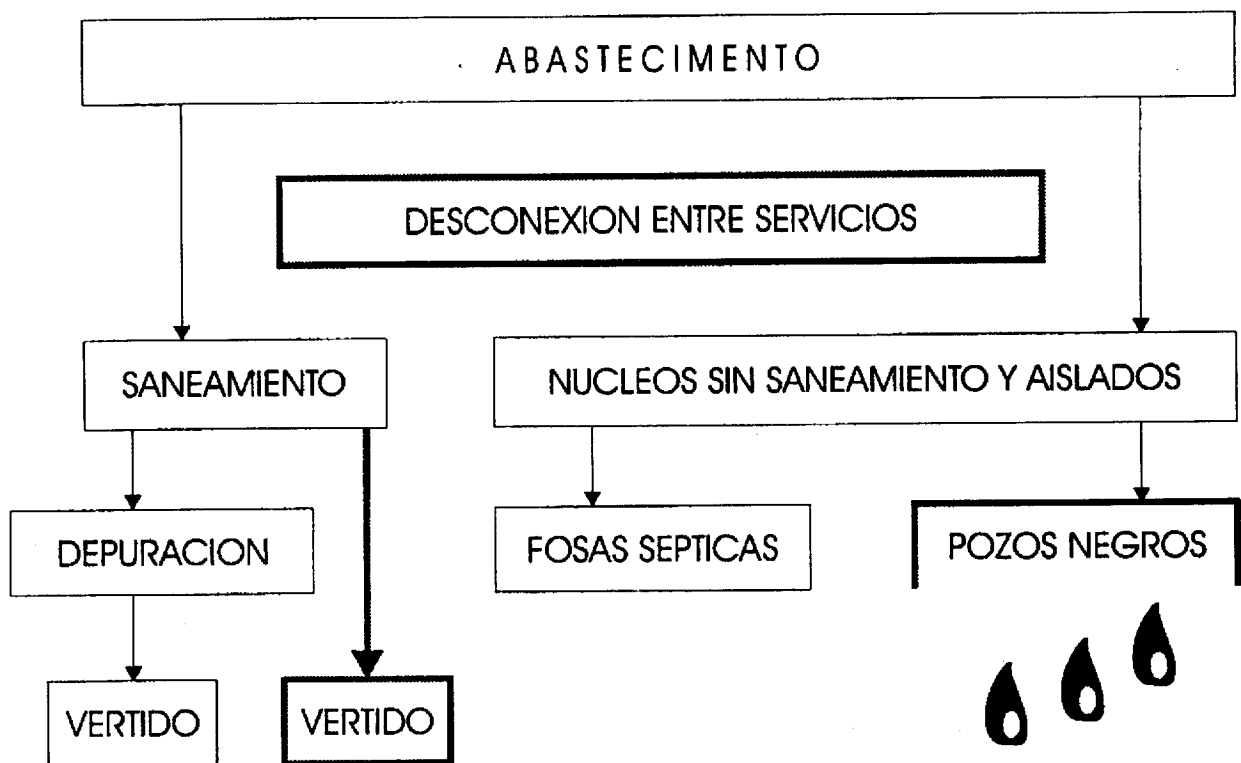 ABASTECIMENTO
DESCONEXION ENTRE SERVICIOS
SANEAMIENTO
NUCLEOS SIN SANEAMIENTO Y AISLADOS
DEPURACION
FOSAS SEPTICAS
POZOS NEGROS
VERTIDO
VERTIDO